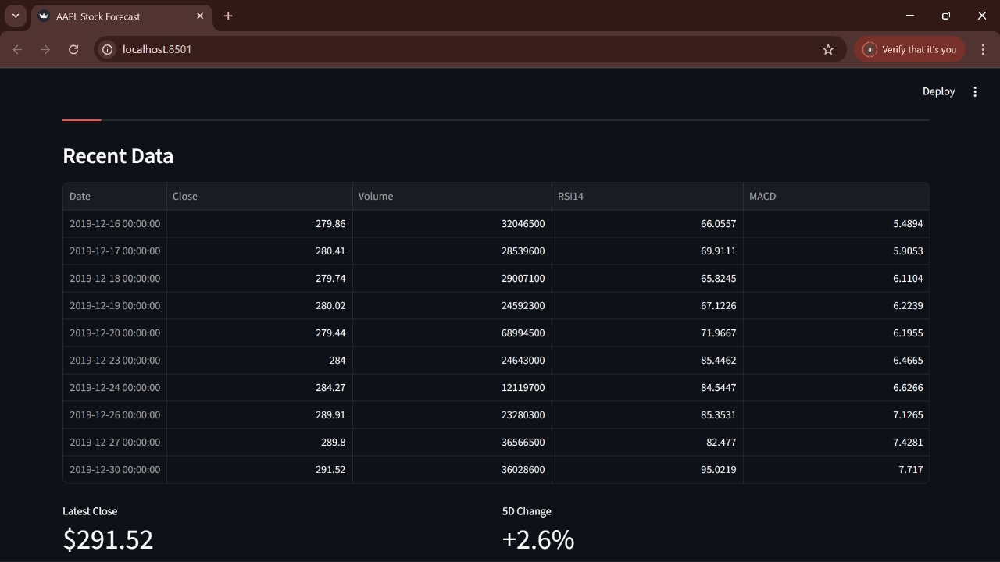 AAPL Stock Forecast
localhost:8501
a
Verify that it's you
Deploy
Recent Data
Date Close Volume RSI14 MACD
2019-12-16 00:00:00 279.86 32046500 66.0557 5.4894
2019-12-17 00:00:00 280.41 28539600 69.9111 5.9053
2019-12-18 00:00:00 279.74 29007100 65.8245 6.1104
2019-12-19 00:00:00 280.02 24592300 67.1226 6.2239
2019-12-20 00:00:00 279.44 68994500 71.9667 6.1955
2019-12-23 00:00:00 284 24643000 85.4462 6.4665
2019-12-24 00:00:00 284.27 12119700 84.5447 6.6266
2019-12-26 00:00:00 289.91 23280300 85.3531 7.1265
2019-12-27 00:00:00 289.8 36566500 82.477 7.4281
2019-12-30 00:00:00 291.52 36028600 95.0219 7.717
Latest Close 5D Change
$291.52 +2.6%